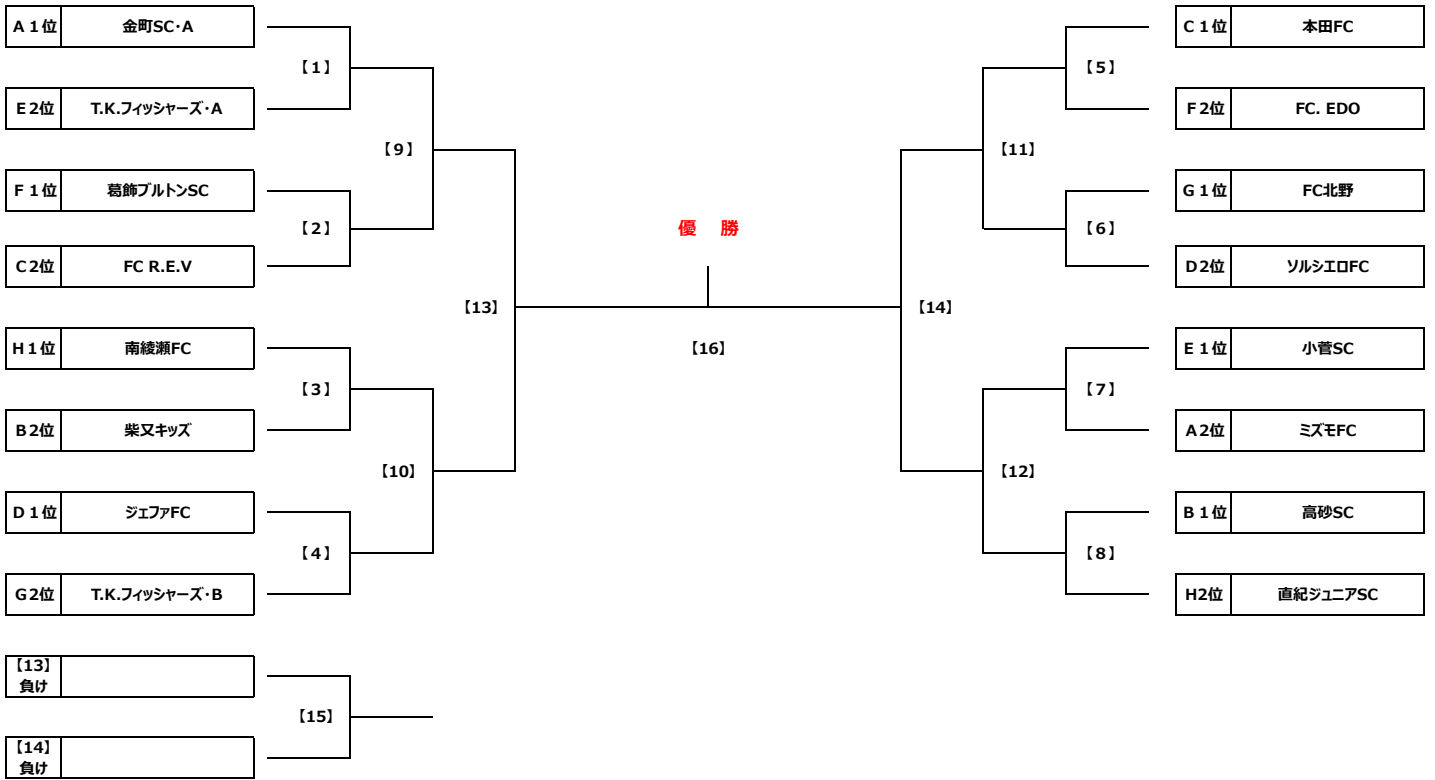 A１位 金町SC・A
【１】
E２位 T.K.フィッシャーズ・A
【９】
F１位 葛飾ブルトンSC
【２】
C２位 FC R.E.V
【13】
H１位 南綾瀬FC
【３】
B２位 柴又キッズ
【10】
D１位 ジェファFC
【４】
G２位 T.K.フィッシャーズ・B
【13】
負け
【15】
【14】
負け
優　勝
【16】
C１位 本田FC
【５】
F２位 FC. EDO
【11】
G１位 FC北野
【６】
D２位 ソルシエロFC
【14】
E１位 小菅SC
【７】
A２位 ミズモFC
【12】
B１位 高砂SC
【８】
H2位 直紀ジュニアSC